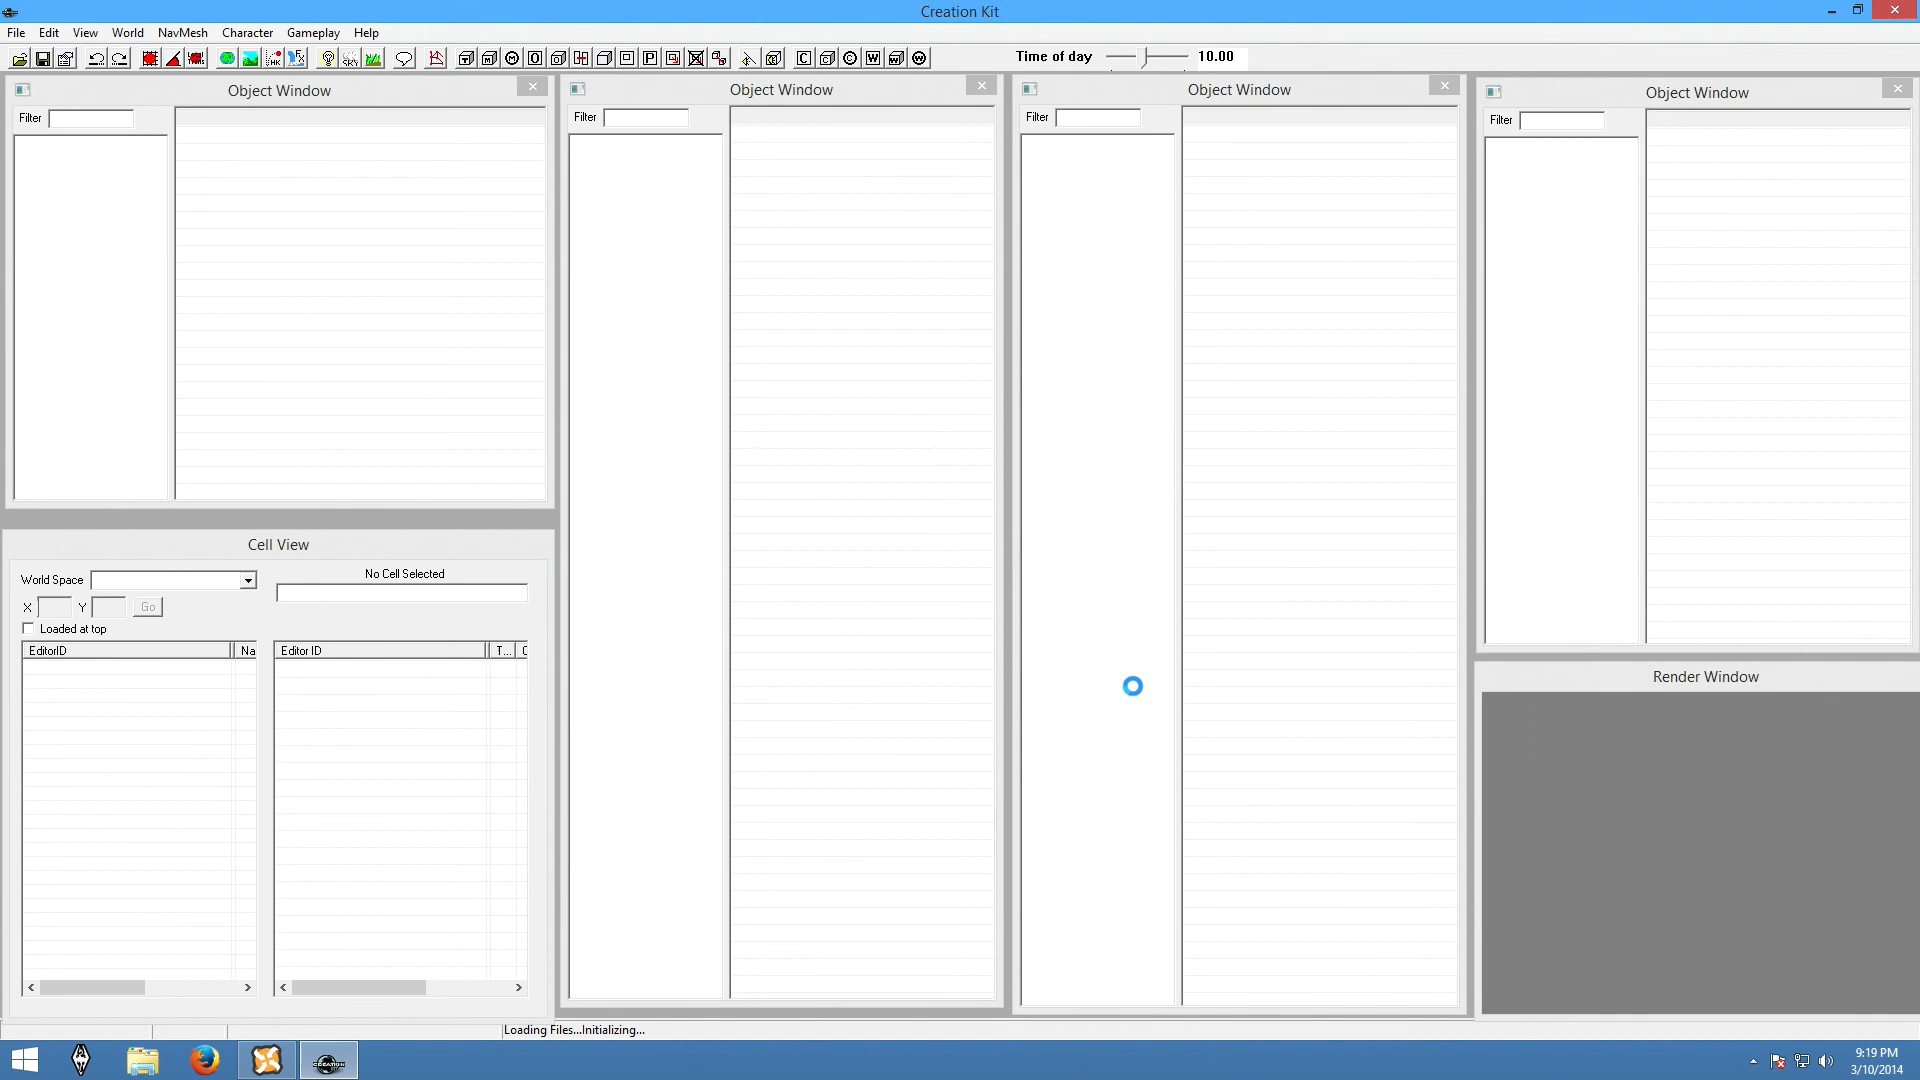 Creation Kit
File Edit View World NavMesh Character Gameplay Help
Time of day 10.00
Object Window
Filter
Object Window
Filter
Object Window
Filter
Object Window
Filter
Cell View
World Space
No Cell Selected
X Y Go
Loaded at top
EditorID Na
Editor ID T... C
Render Window
Loading Files...Initializing...
9:19 PM
3/10/2014